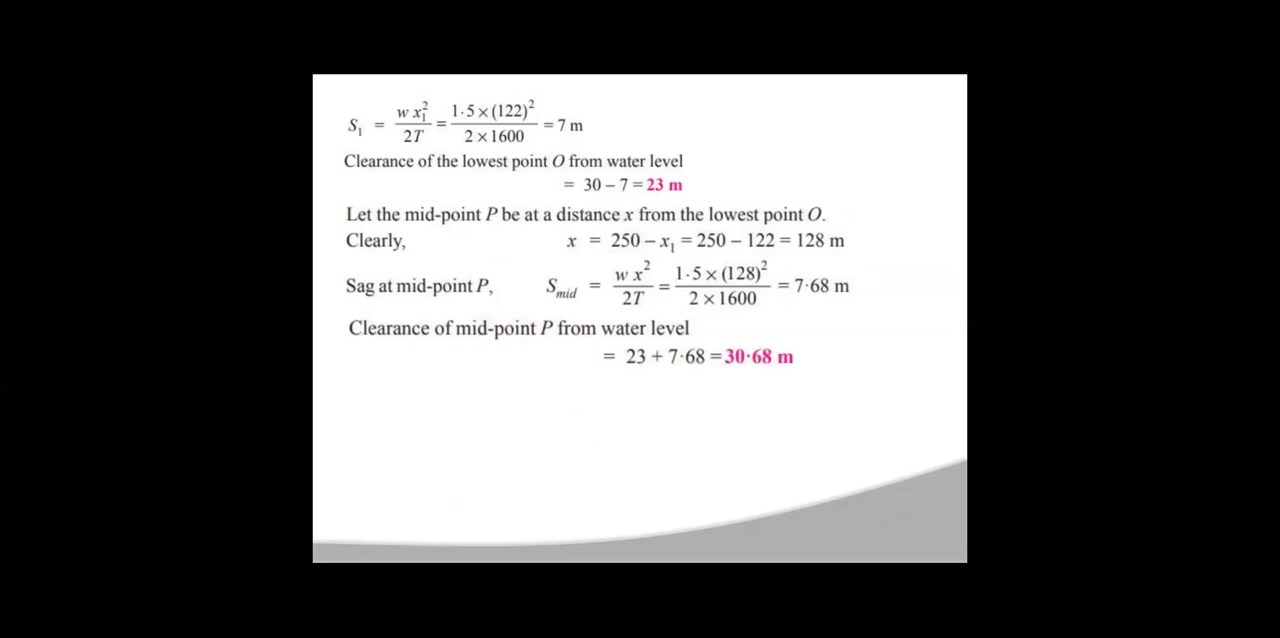 S₁ = w x₁² / 2T = 1·5 × (122)² / 2 × 1600 = 7 m
Clearance of the lowest point O from water level
= 30 – 7 = 23 m
Let the mid-point P be at a distance x from the lowest point O.
Clearly, x = 250 – x₁ = 250 – 122 = 128 m
Sag at mid-point P, S_mid = w x² / 2T = 1·5 × (128)² / 2 × 1600 = 7·68 m
Clearance of mid-point P from water level
= 23 + 7·68 = 30·68 m